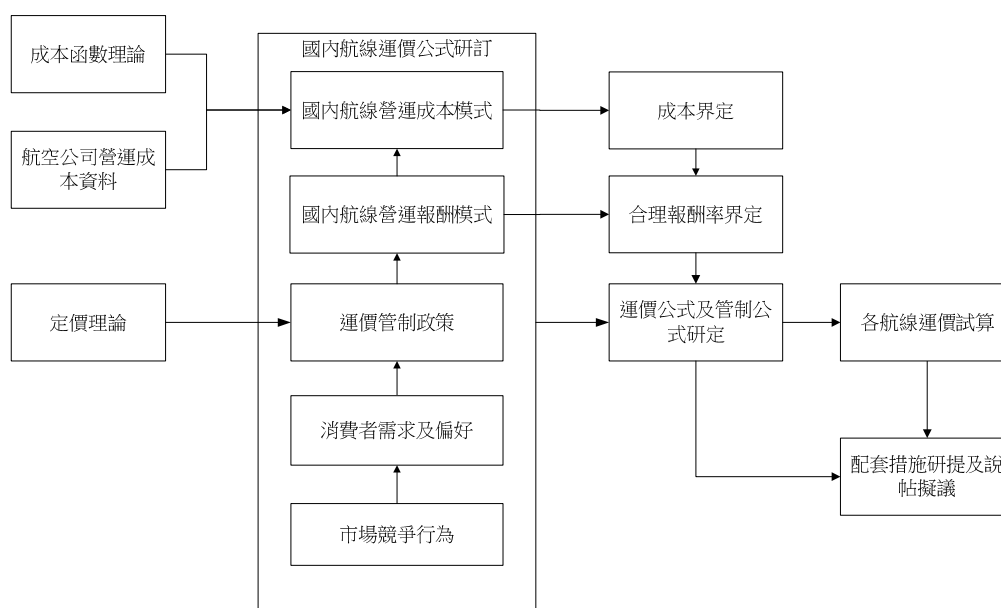 成本函數理論
航空公司營運成
本資料
定價理論
國內航線運價公式研訂
國內航線營運成本模式
國內航線營運報酬模式
運價管制政策
消費者需求及偏好
市場競爭行為
成本界定
合理報酬率界定
運價公式及管制公
式研定
各航線運價試算
配套措施研提及說
帖擬議